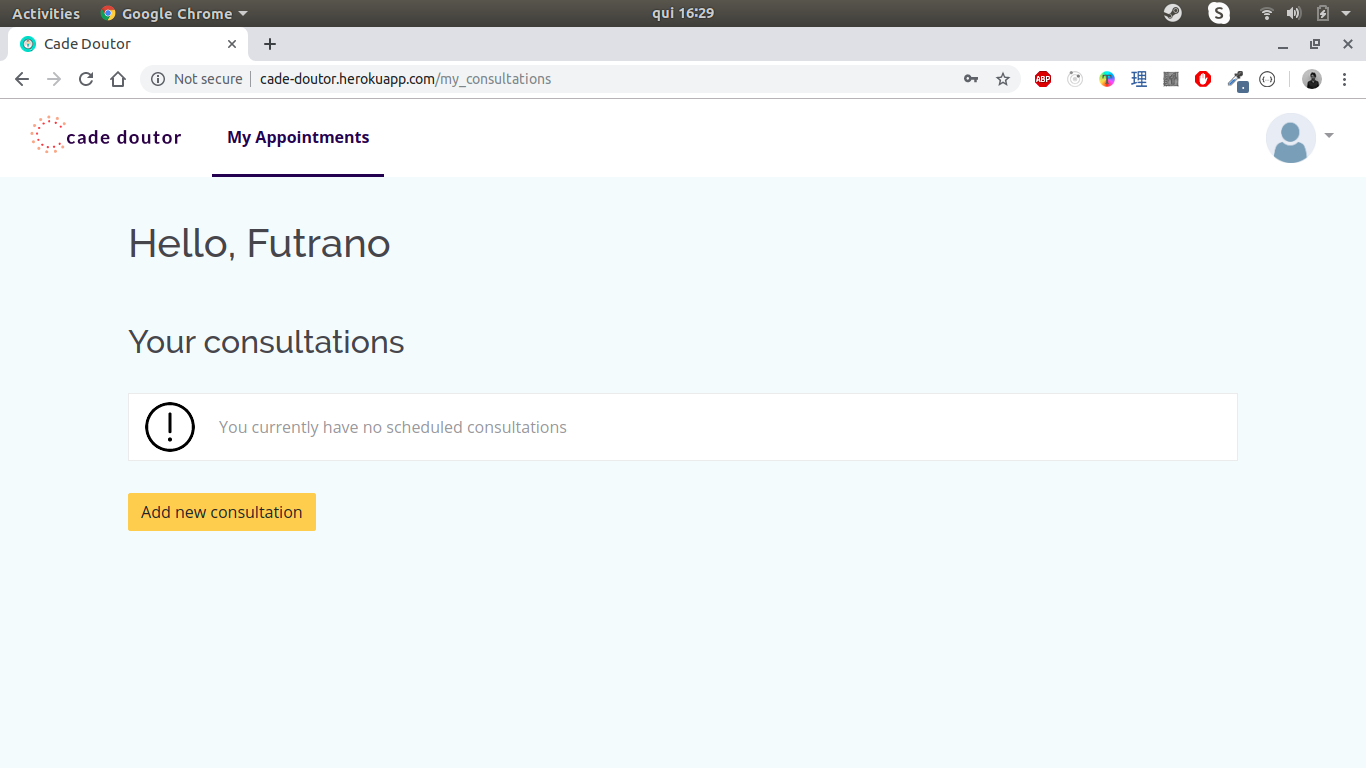 Activities Google Chrome qui 16:29
Cade Doutor
Not secure cade-doutor.herokuapp.com/my_consultations
ABP 理
cade doutor My Appointments
Hello, Futrano
Your consultations
You currently have no scheduled consultations
Add new consultation